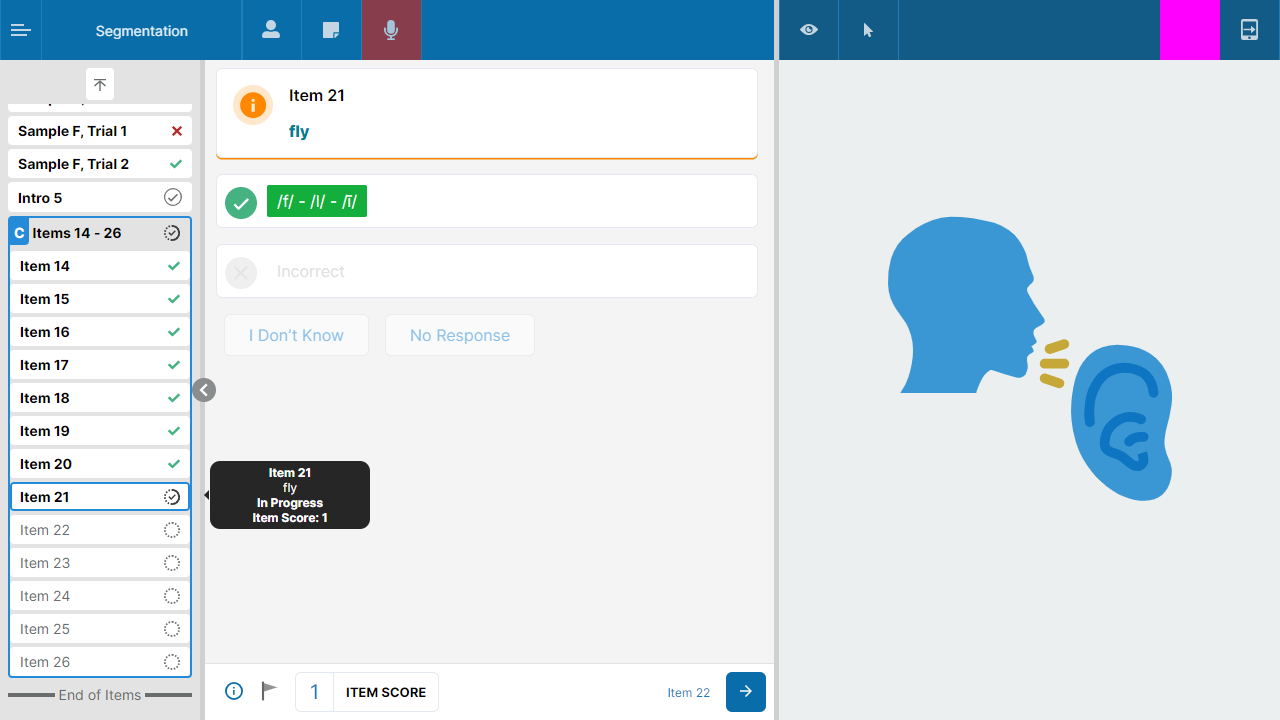 Segmentation
Sample F, Trial 1
Sample F, Trial 2
Intro 5
C Items 14 - 26
Item 14
Item 15
Item 16
Item 17
Item 18
Item 19
Item 20
Item 21
Item 22
Item 23
Item 24
Item 25
Item 26
End of Items
Item 21
fly
/f/ - /l/ - /ī/
Incorrect
I Don’t Know
No Response
Item 21
fly
In Progress
Item Score: 1
1 ITEM SCORE
Item 22